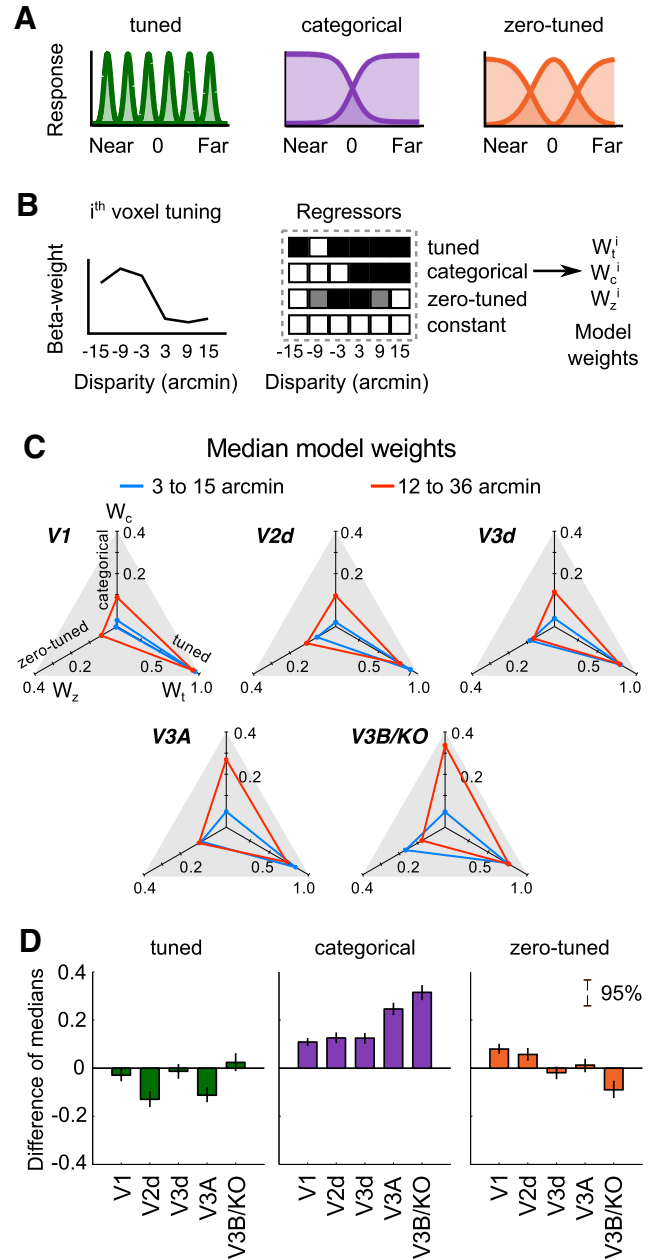 A
tuned
categorical
zero-tuned
Response
Near 0 Far
Near 0 Far
Near 0 Far
B
ith voxel tuning
Regressors
Beta-weight
-15 -9 -3 3 9 15
Disparity (arcmin)
tuned
categorical
zero-tuned
constant
-15 -9 -3 3 9 15
Disparity (arcmin)
Wti
Wci
Wzi
Model
weights
C
Median model weights
3 to 15 arcmin
12 to 36 arcmin
V1
Wc
0.4
0.2
categorical
zero-tuned
tuned
0.2
0.5
0.4
Wz
Wt
1.0
V2d
0.4
0.2
0.2
0.5
0.4
1.0
V3d
0.4
0.2
0.2
0.5
0.4
1.0
V3A
0.4
0.2
0.2
0.5
0.4
1.0
V3B/KO
0.4
0.2
0.2
0.5
0.4
1.0
D
tuned
categorical
zero-tuned
Difference of medians
0.4
0.2
0
-0.2
-0.4
95%
V1
V2d
V3d
V3A
V3B/KO
V1
V2d
V3d
V3A
V3B/KO
V1
V2d
V3d
V3A
V3B/KO